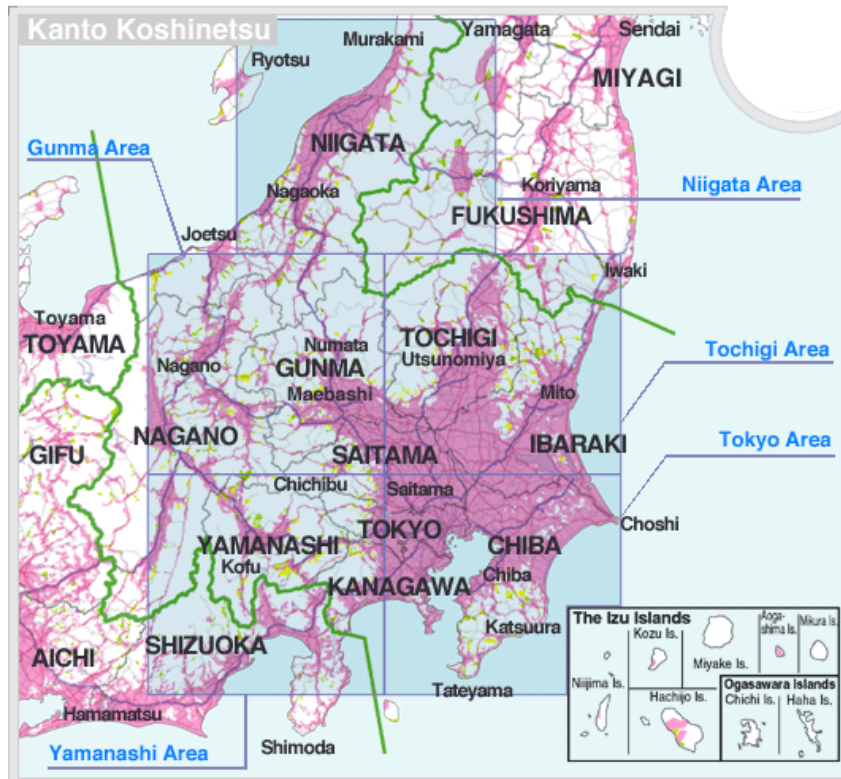 Kanto Koshinetsu
Murakami
Yamagata
Sendai
Ryotsu
MIYAGI
NIIGATA
Gunma Area
Nagaoka
Koriyama
Niigata Area
FUKUSHIMA
Joetsu
Iwaki
Toyama
TOYAMA
Numata
TOCHIGI
Utsunomiya
Tochigi Area
Nagano
GUNMA
Maebashi
Mito
NAGANO
IBARAKI
Tokyo Area
GIFU
SAITAMA
Chichibu
Saitama
Choshi
TOKYO
YAMANASHI
CHIBA
Kofu
KANAGAWA
Chiba
SHIZUOKA
Katsuura
AICHI
Tateyama
Hamamatsu
Shimoda
Yamanashi Area
The Izu Islands
Kozu Is.
Miyake Is.
Aoga-
shima Is.
Mikura Is.
Niijima Is.
Hachijo Is.
Ogasawara Islands
Chichi Is.
Haha Is.